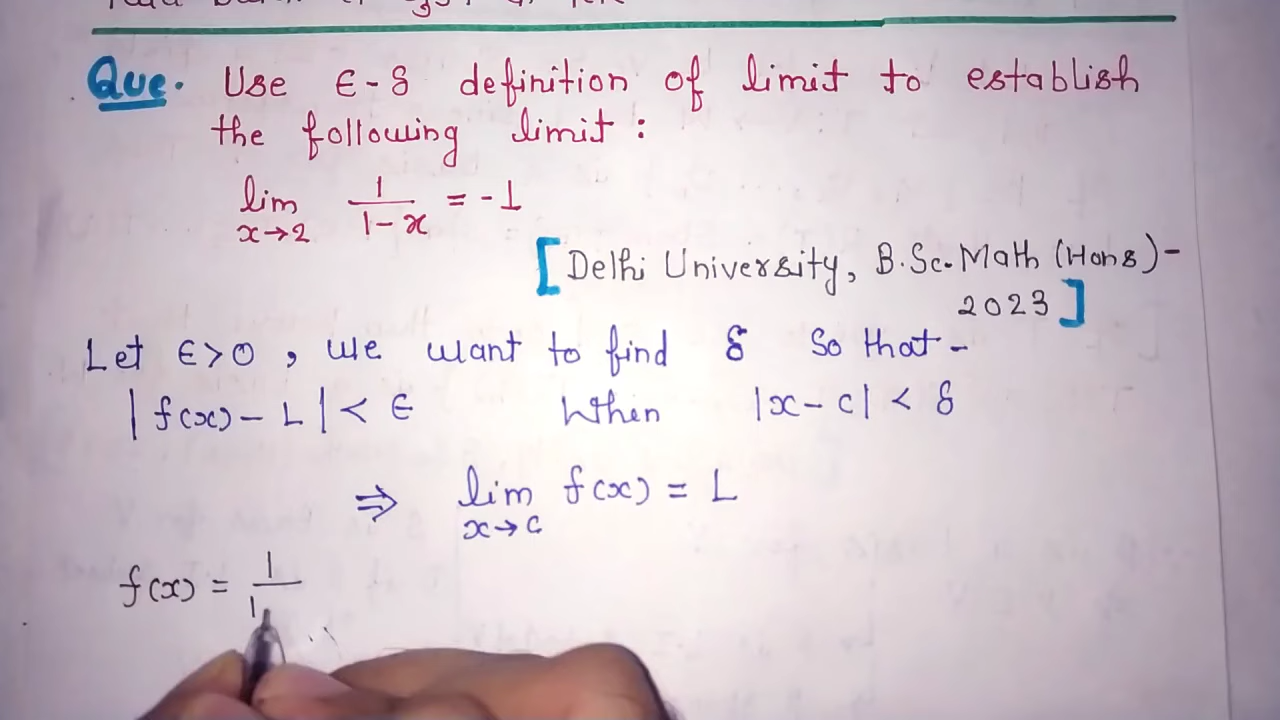 Que. Use ϵ-δ definition of limit to establish
the following limit :
lim 1/(1-x) = -1
x→2
[Delhi University, B.Sc. Math (Hons)-
2023]
Let ϵ>0, we want to find δ so that -
|f(x) - L| < ϵ When |x-c| < δ
⇒ lim f(x) = L
x→c
f(x) = 1/1